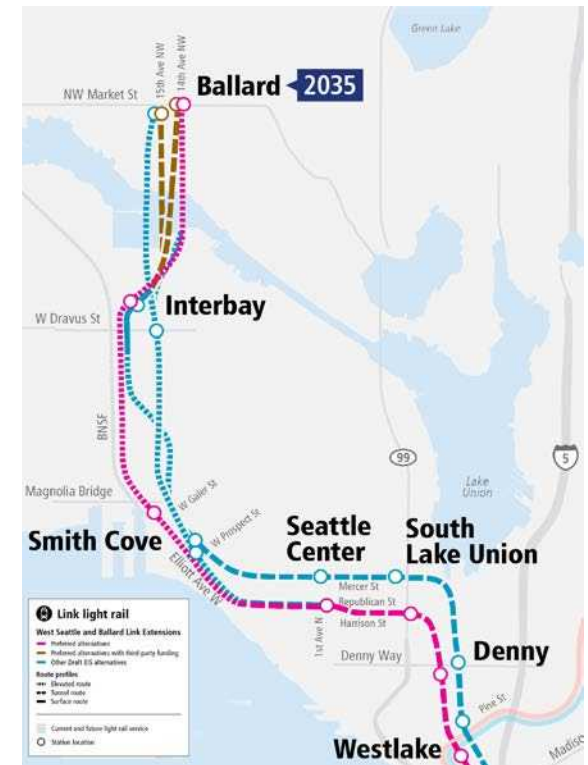 Green Lake
15th Ave NW
14th Ave NW
NW Market St
Ballard
2035
Interbay
W Dravus St
BNSF
99
5
Lake
Union
Magnolia Bridge
W Galer St
W Prospect St
Smith Cove
Elliott Ave W
Seattle
Center
South
Lake Union
Mercer St
Republican St
Harrison St
1st Ave N
Denny Way
Denny
Pine St
Westlake
Madiso
Link light rail
West Seattle and Ballard Link Extensions
Preferred alternatives
Preferred alternatives with third-party funding
Other Draft EIS alternatives
Route profiles
Elevated route
Tunnel route
Surface route
Current and future light rail service
Station location